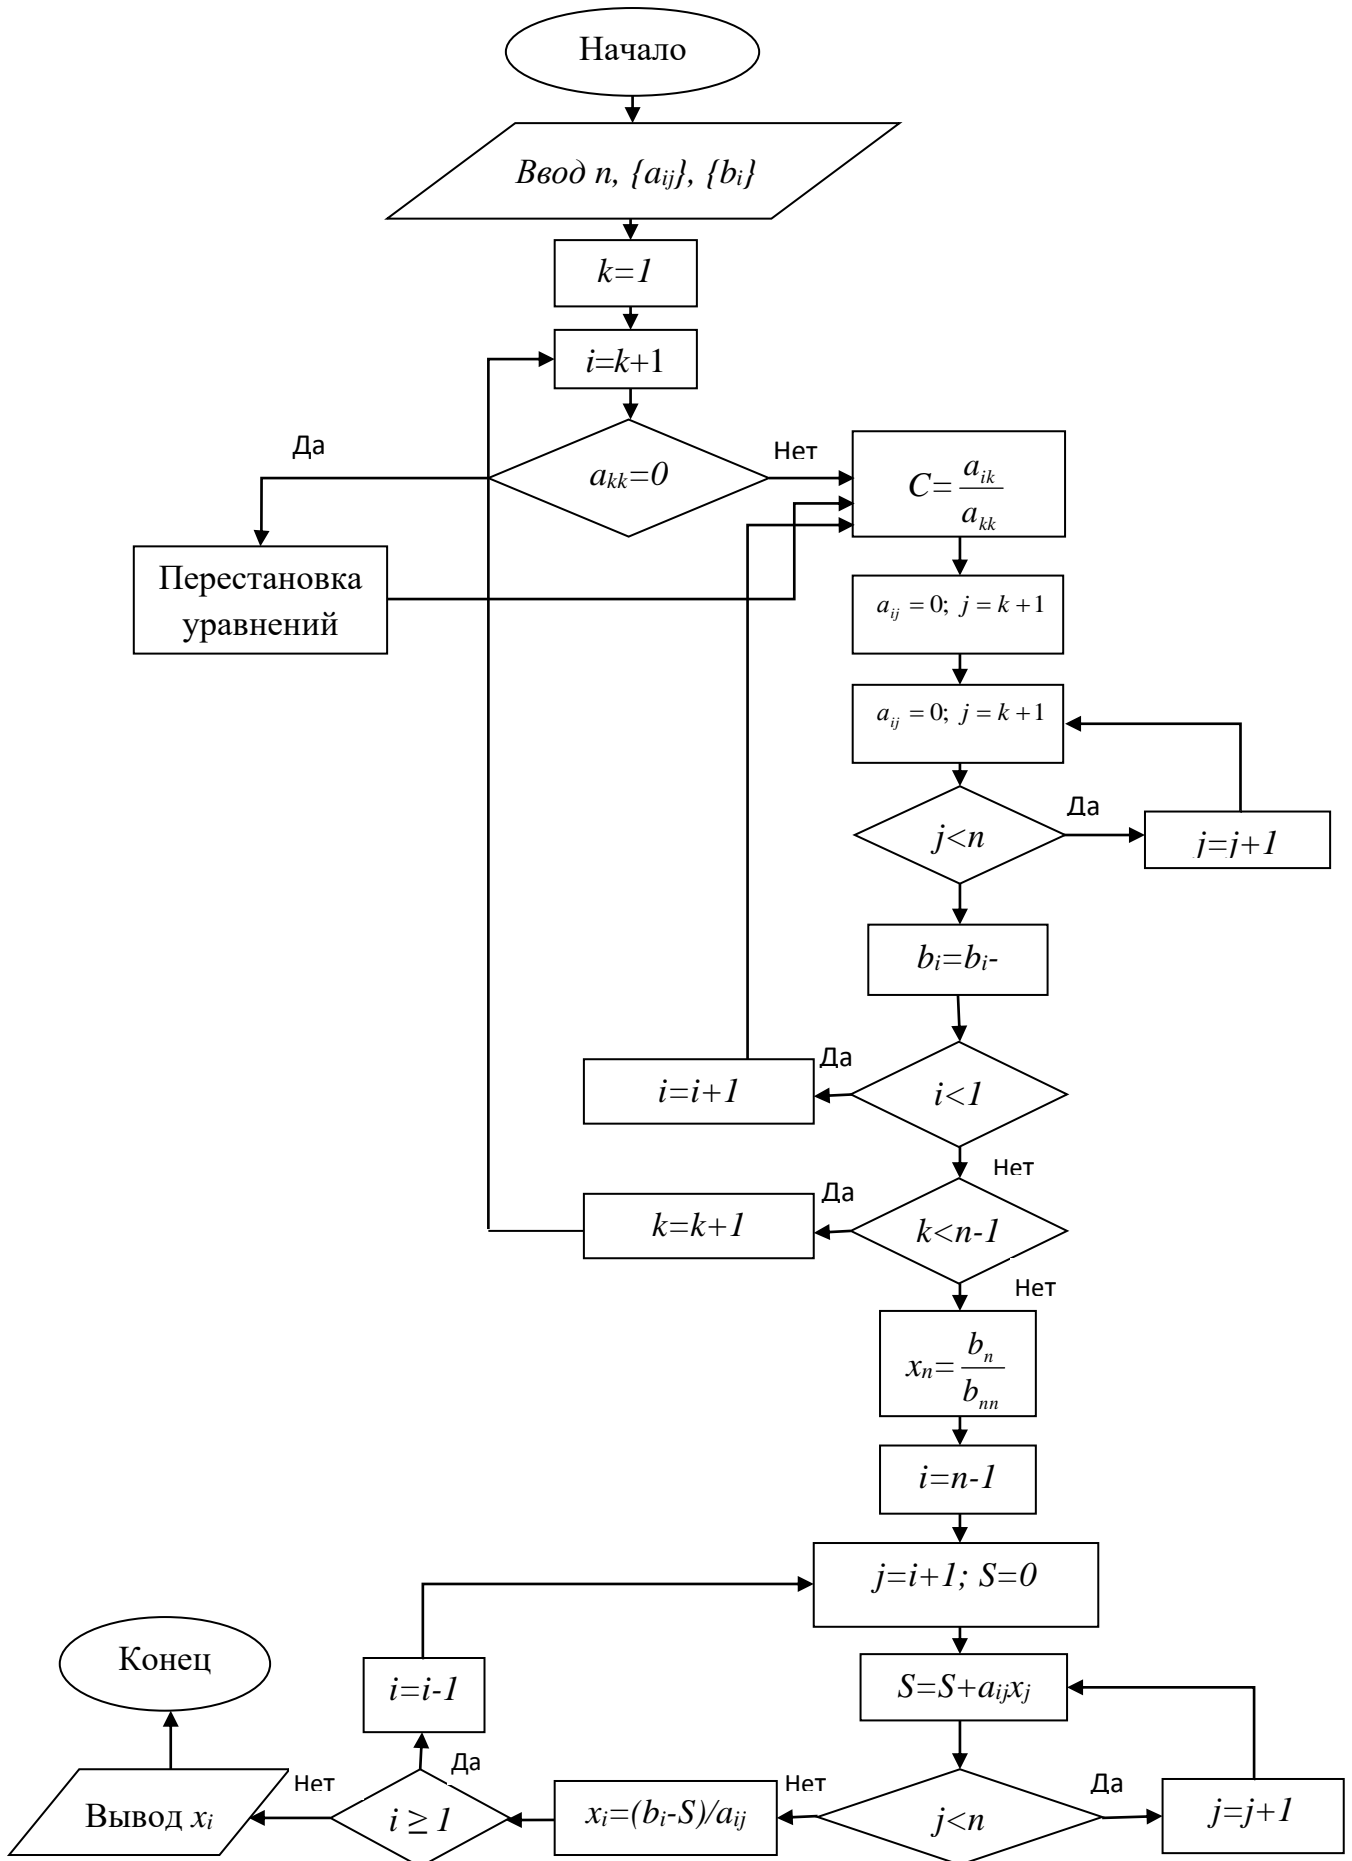 Начало
Ввод n, {aij}, {bi}
k=1
i=k+1
Да
akk=0
Нет
C= aik
akk
Перестановка
уравнений
aij = 0; j = k + 1
aij = 0; j = k + 1
j<n
Да
j=j+1
bi=bi-
i<1
Да
i=i+1
Нет
k<n-1
Да
k=k+1
Нет
xn= bn
bnn
i=n-1
j=i+1; S=0
S=S+aijxj
j<n
Да
j=j+1
Нет
xi=(bi-S)/aij
i ≥ 1
Да
i=i-1
Нет
Вывод xi
Конец